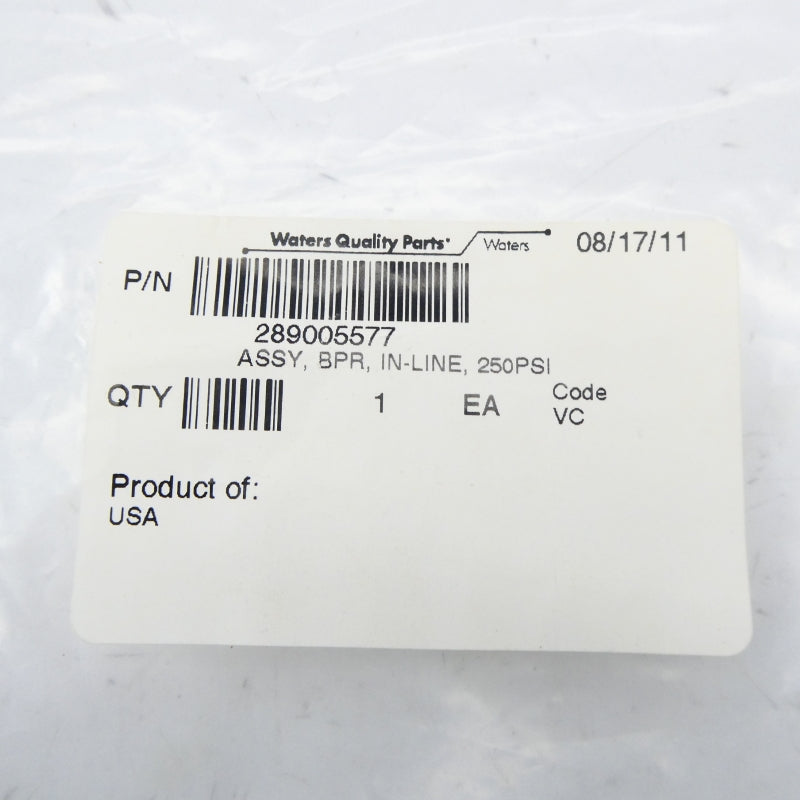 Waters Quality Parts· Waters 08/17/11
P/N
289005577
ASSY, BPR, IN-LINE, 250PSI
QTY 1 EA Code
VC
Product of:
USA